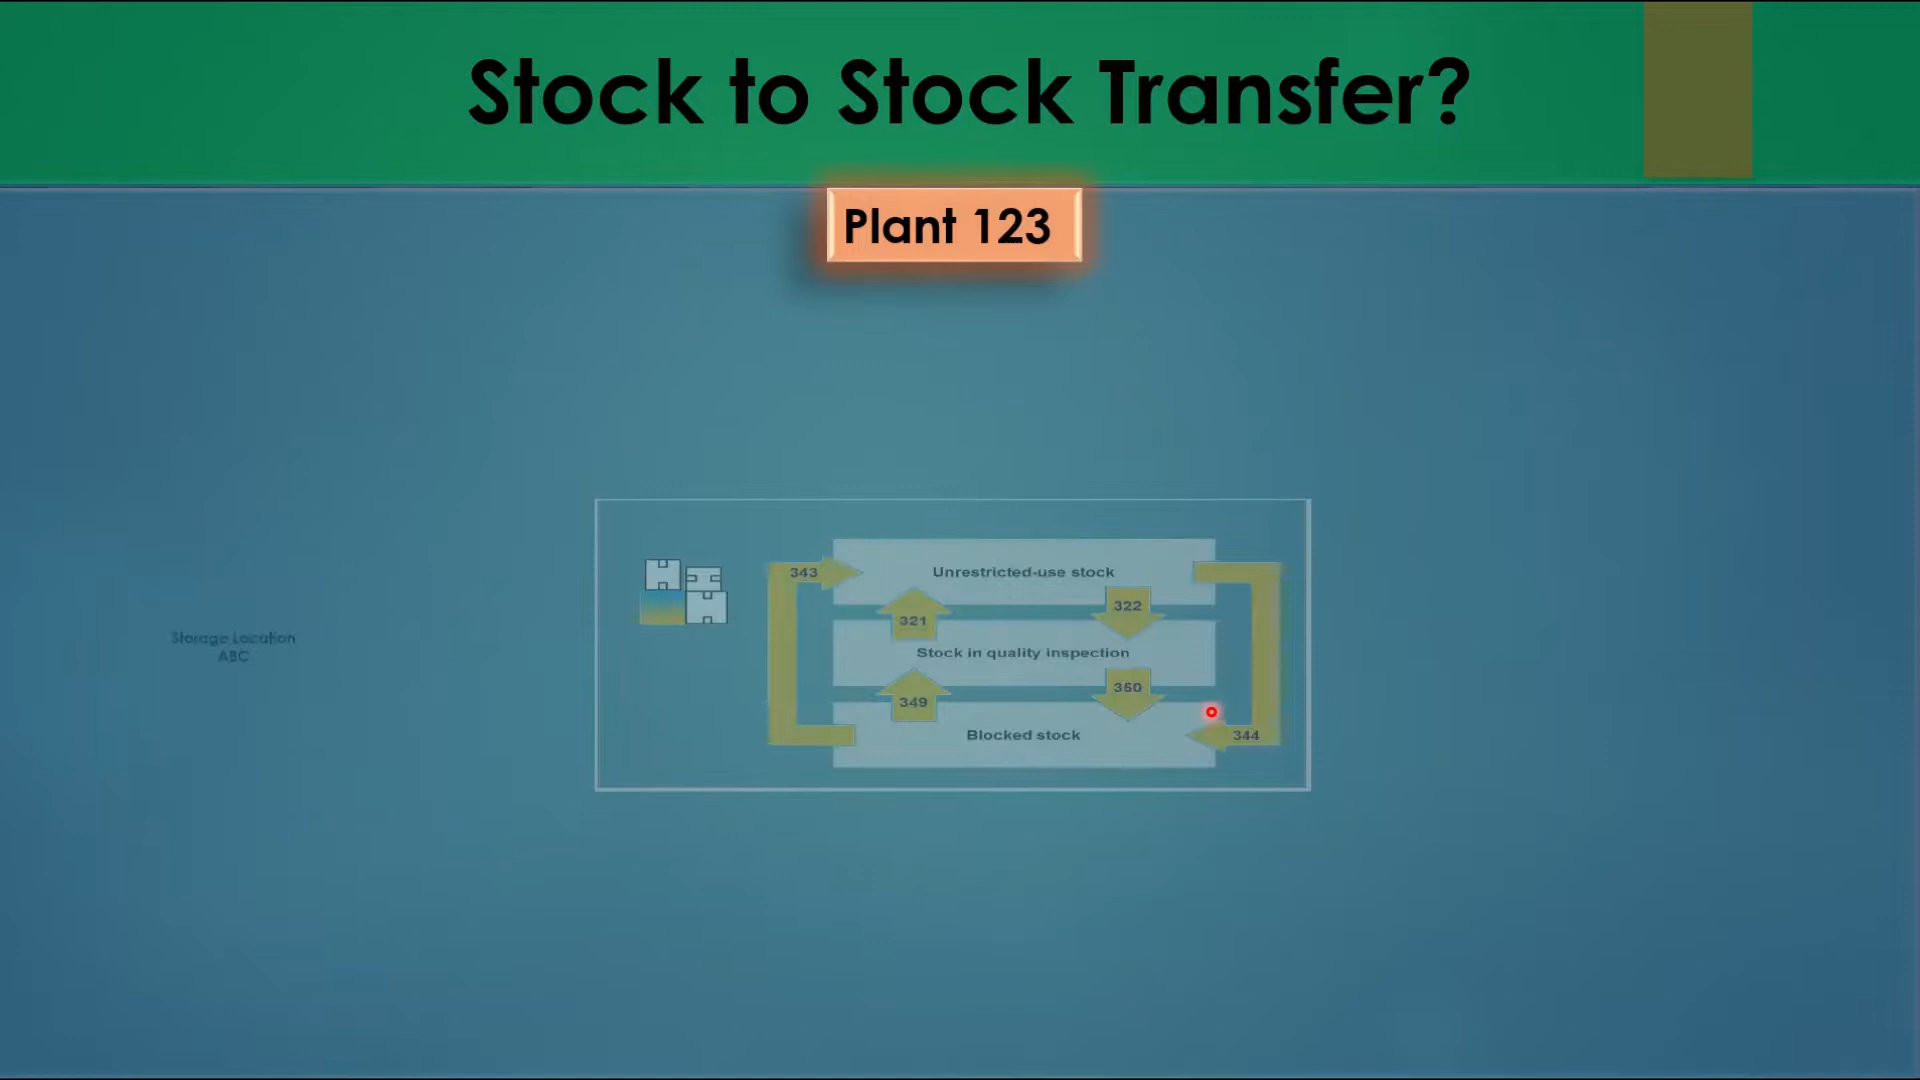 Stock to Stock Transfer?
Plant 123
Storage Location
ABC
343
Unrestricted-use stock
321
322
Stock in quality inspection
349
350
Blocked stock
344